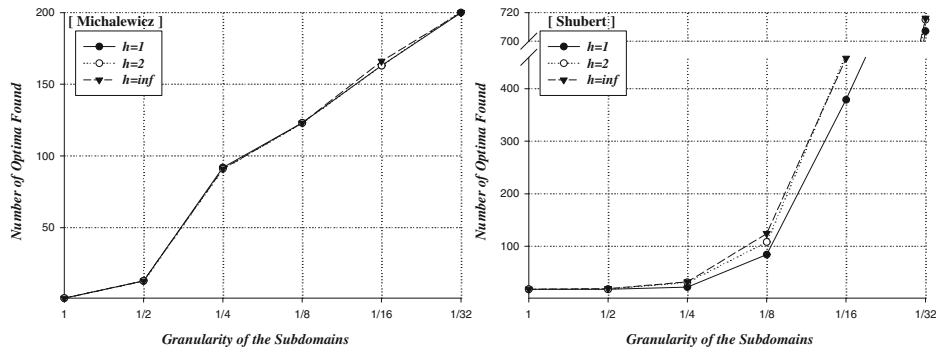 [ Michalewicz ]
h=1
h=2
h=inf
200
150
100
50
Number of Optima Found
1 1/2 1/4 1/8 1/16 1/32
Granularity of the Subdomains
[ Shubert ]
h=1
h=2
h=inf
720
700
400
300
200
100
Number of Optima Found
1 1/2 1/4 1/8 1/16 1/32
Granularity of the Subdomains